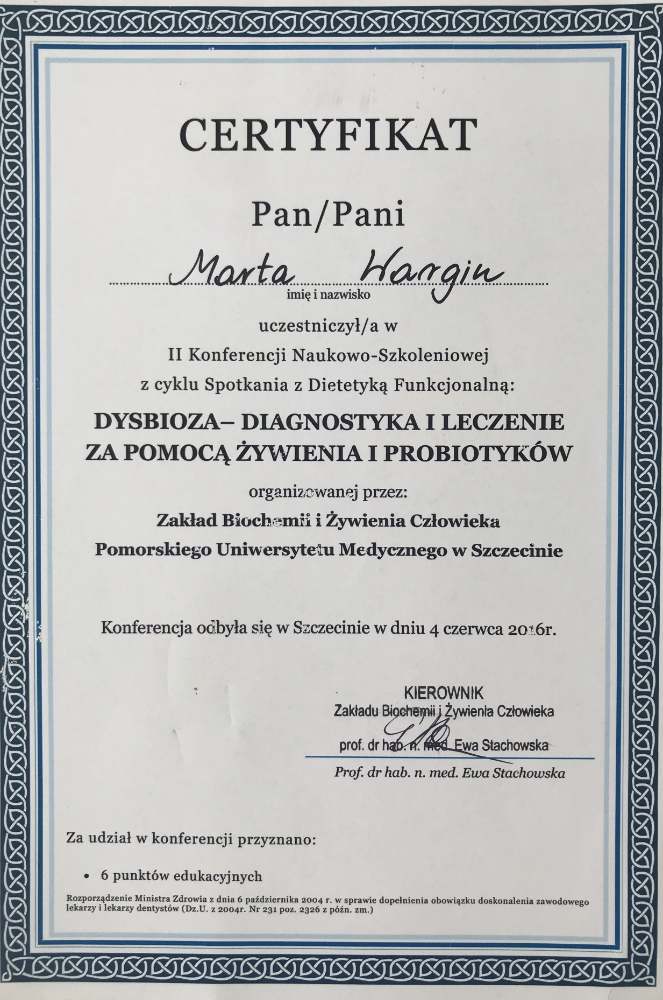 CERTYFIKAT
Pan/Pani
Marta Wargin
imię i nazwisko
uczestniczył/a w
II Konferencji Naukowo-Szkoleniowej
z cyklu Spotkania z Dietetyką Funkcjonalną:
DYSBIOZA– DIAGNOSTYKA I LECZENIE
ZA POMOCĄ ŻYWIENIA I PROBIOTYKÓW
organizowanej przez:
Zakład Biochemii i Żywienia Człowieka
Pomorskiego Uniwersytetu Medycznego w Szczecinie
Konferencja odbyła się w Szczecinie w dniu 4 czerwca 2016r.
KIEROWNIK
Zakładu Biochemii i Żywienia Człowieka
prof. dr hab. n. med. Ewa Stachowska
Prof. dr hab. n. med. Ewa Stachowska
Za udział w konferencji przyznano:
• 6 punktów edukacyjnych
Rozporządzenie Ministra Zdrowia z dnia 6 października 2004 r. w sprawie dopełnienia obowiązku doskonalenia zawodowego
lekarzy i lekarzy dentystów (Dz.U. z 2004r. Nr 231 poz. 2326 z późn. zm.)